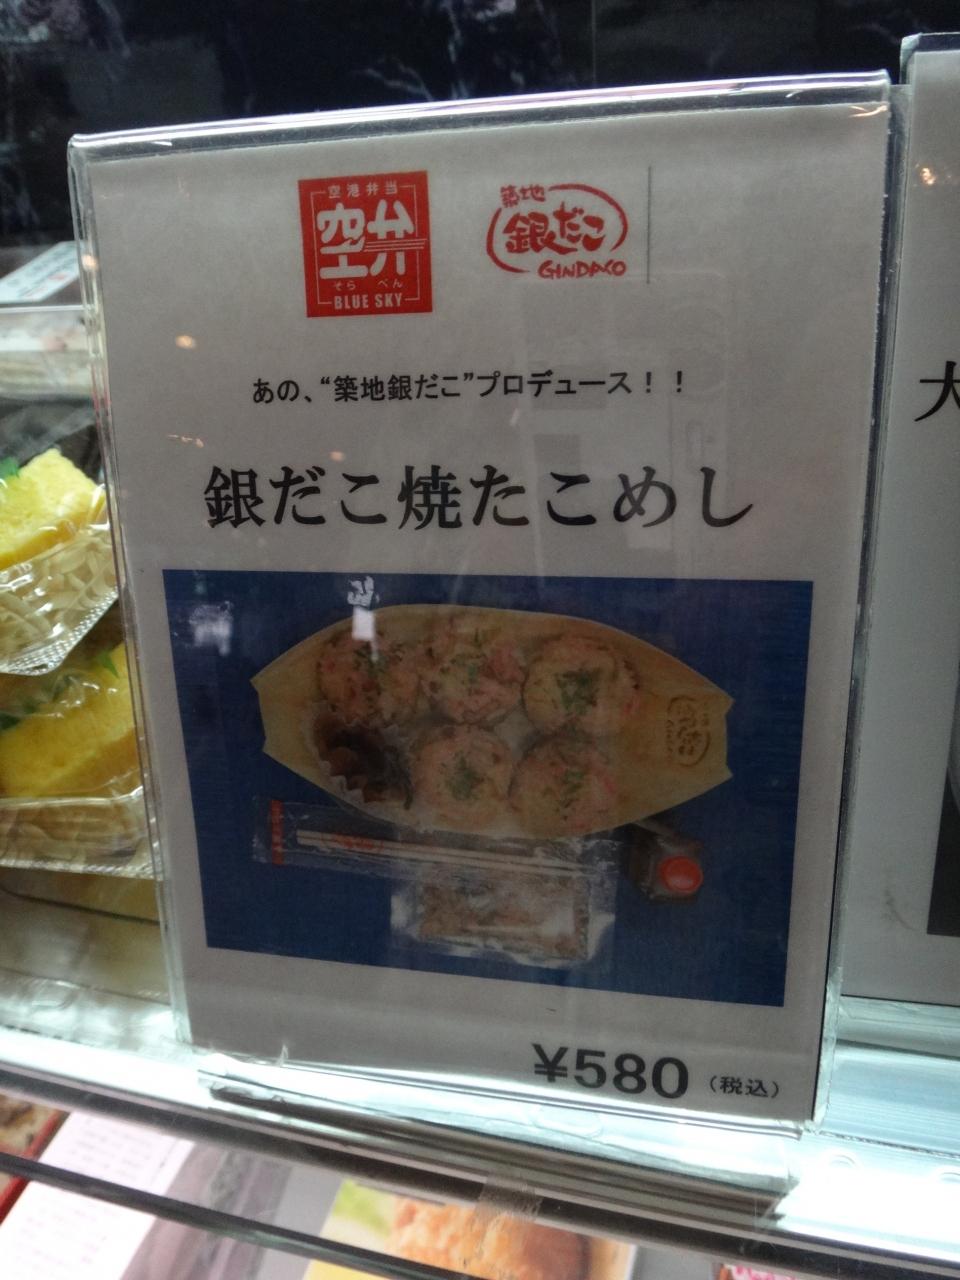 空港弁当
空弁
そらべん
BLUE SKY
築地
銀だこ
GINDACO
あの、“築地銀だこ”プロデュース！！
銀だこ焼たこめし
¥580（税込）
大